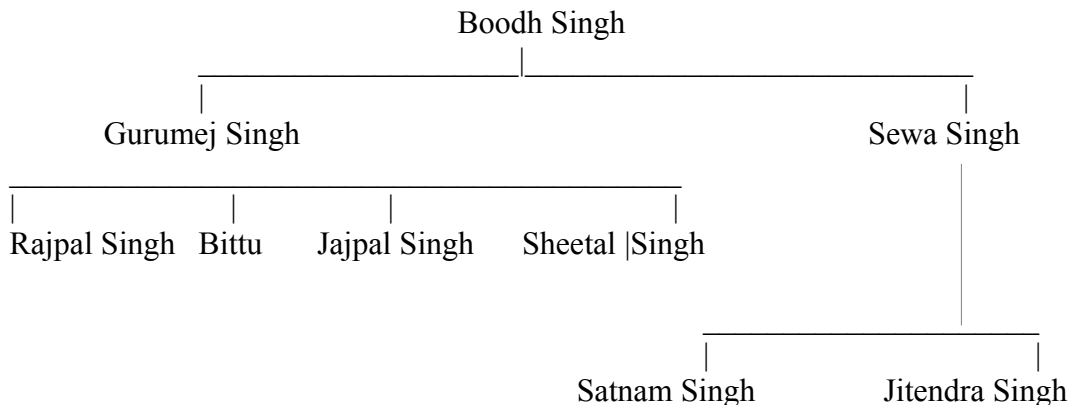 Boodh Singh
Gurumej Singh Sewa Singh
Rajpal Singh Bittu Jajpal Singh Sheetal |Singh
Satnam Singh Jitendra Singh